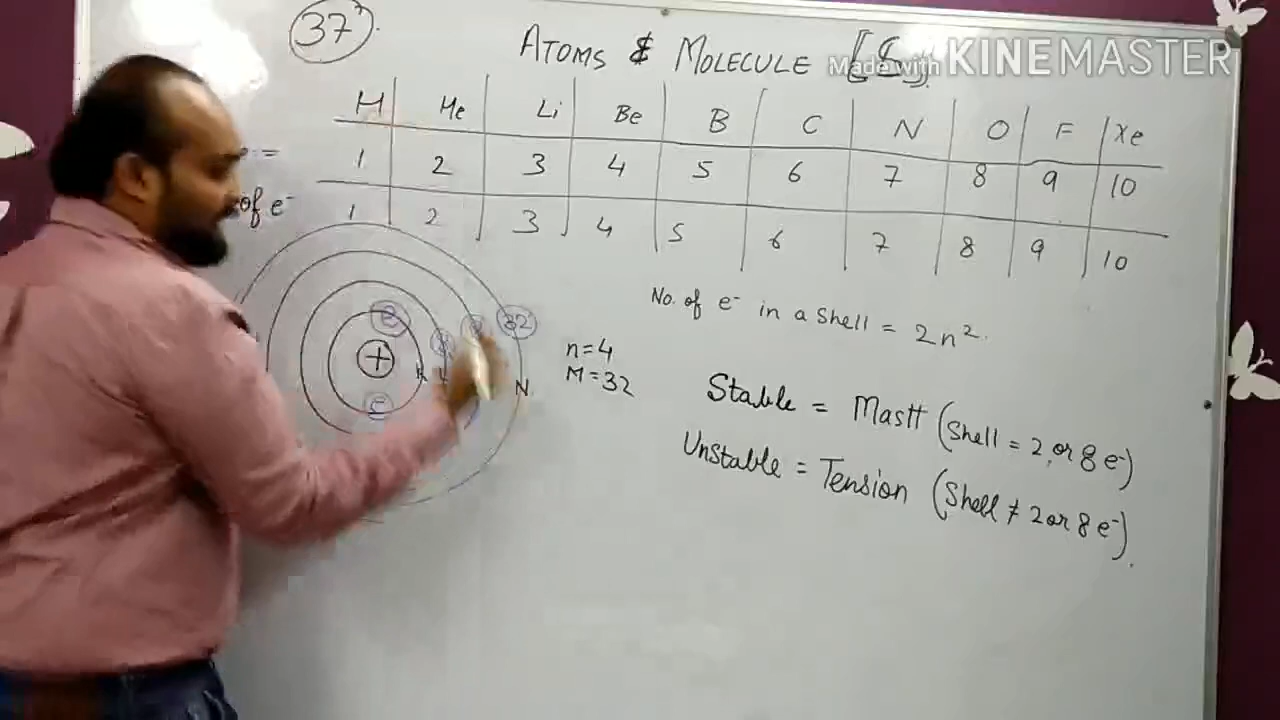 37
ATOMS & MOLECULE
Made with KINEMASTER
H He Li Be B C N O F Xe
1 2 3 4 5 6 7 8 9 10
of e⁻ 1 2 3 4 5 6 7 8 9 10
No. of e⁻ in a Shell = 2n².
32
+
K L N
n=4
M=32
Stable = Mastt (Shell = 2 or 8 e⁻)
Unstable = Tension (Shell ≠ 2 or 8 e⁻).